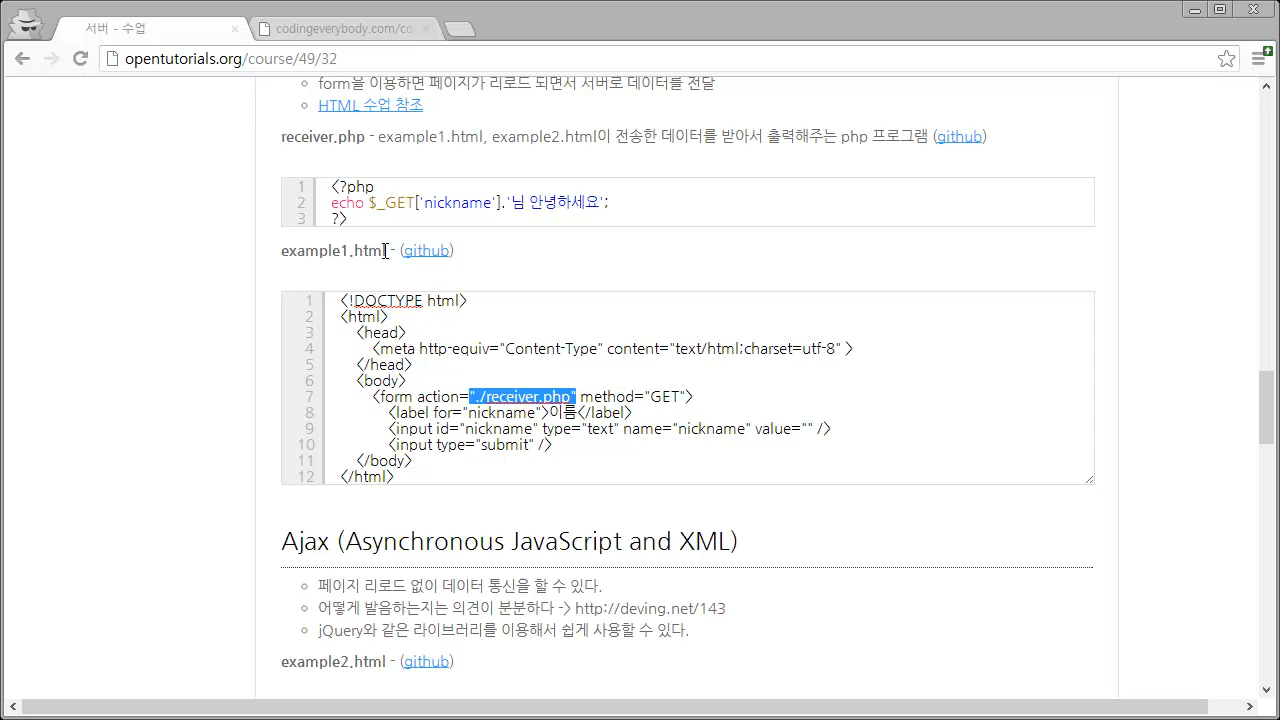 서버 - 수업
codingeverybody.com/co
opentutorials.org/course/49/32
form을 이용하면 페이지가 리로드 되면서 서버로 데이터를 전달
HTML 수업 참조
receiver.php - example1.html, example2.html이 전송한 데이터를 받아서 출력해주는 php 프로그램 (github)
1 <?php
2 echo $_GET['nickname'].'님 안녕하세요';
3 ?>
example1.html - (github)
1 <!DOCTYPE html>
2 <html>
3 <head>
4 <meta http-equiv="Content-Type" content="text/html;charset=utf-8" >
5 </head>
6 <body>
7 <form action="./receiver.php" method="GET">
8 <label for="nickname">이름</label>
9 <input id="nickname" type="text" name="nickname" value="" />
10 <input type="submit" />
11 </body>
12 </html>
Ajax (Asynchronous JavaScript and XML)
페이지 리로드 없이 데이터 통신을 할 수 있다.
어떻게 발음하는지는 의견이 분분하다 -> http://deving.net/143
jQuery와 같은 라이브러리를 이용해서 쉽게 사용할 수 있다.
example2.html - (github)